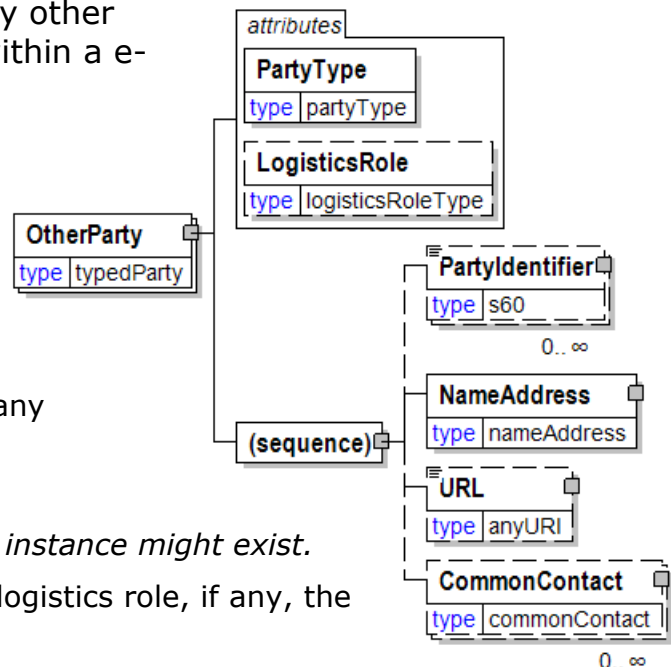 y other
ithin a e-
attributes
PartyType
type partyType
LogisticsRole
type logisticsRoleType
OtherParty
type typedParty
PartyIdentifier
type s60
0.. ∞
any
NameAddress
type nameAddress
(sequence)
URL
type anyURI
instance might exist.
CommonContact
type commonContact
logistics role, if any, the
0.. ∞